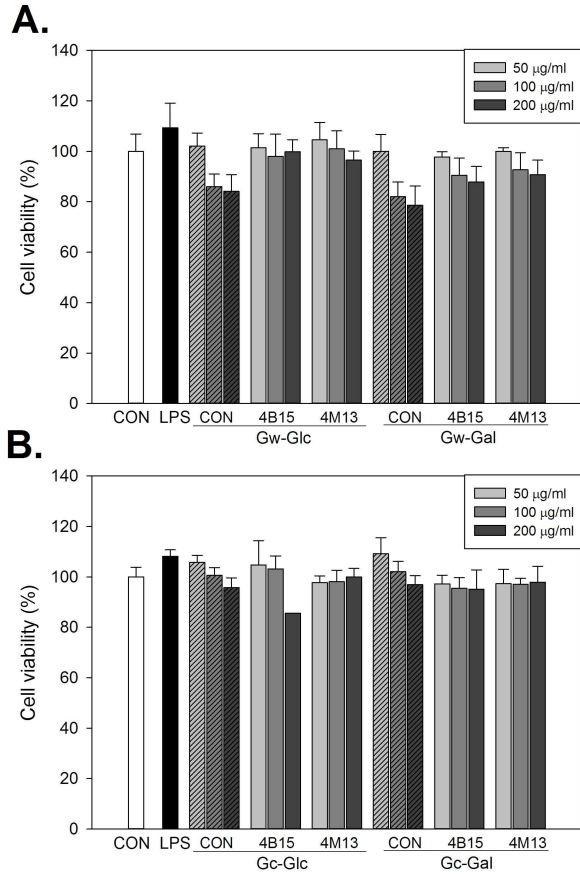 A.
140
120
100
80
60
40
20
0
Cell viability (%)
50 µg/ml
100 µg/ml
200 µg/ml
CON LPS CON 4B15 4M13 CON 4B15 4M13
Gw-Glc Gw-Gal
B.
140
120
100
80
60
40
20
0
Cell viability (%)
50 µg/ml
100 µg/ml
200 µg/ml
CON LPS CON 4B15 4M13 CON 4B15 4M13
Gc-Glc Gc-Gal